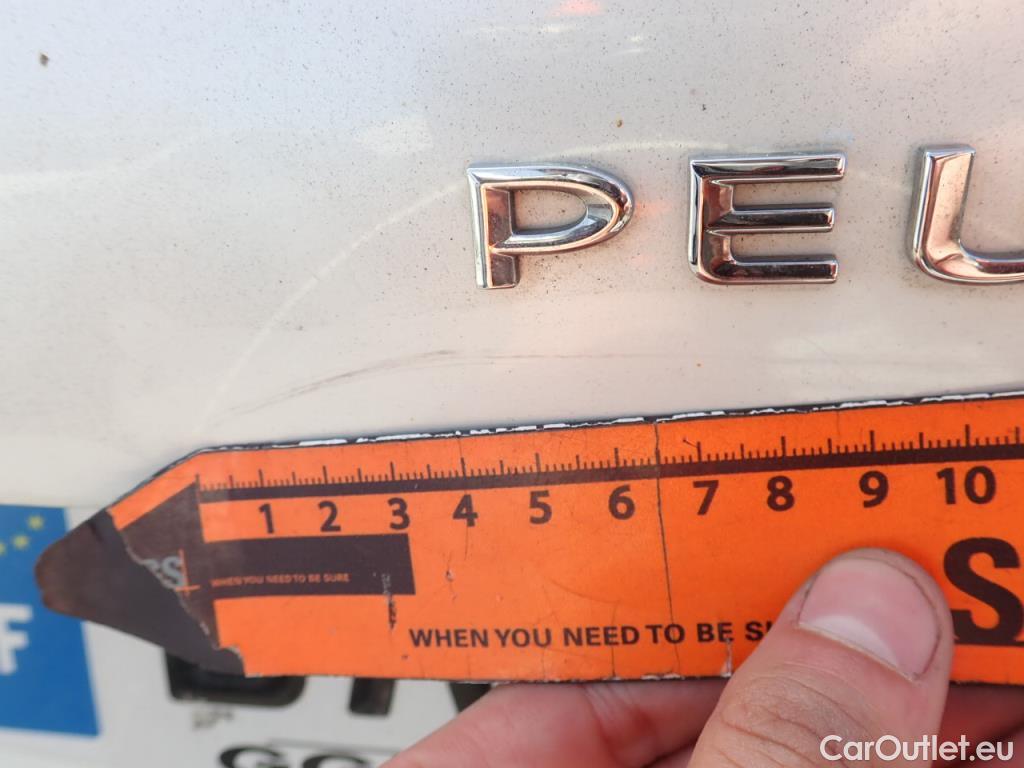 PEU
1 2 3 4 5 6 7 8 9 10
WHEN YOU NEED TO BE SURE
WHEN YOU NEED TO BE
F
CarOutlet.eu